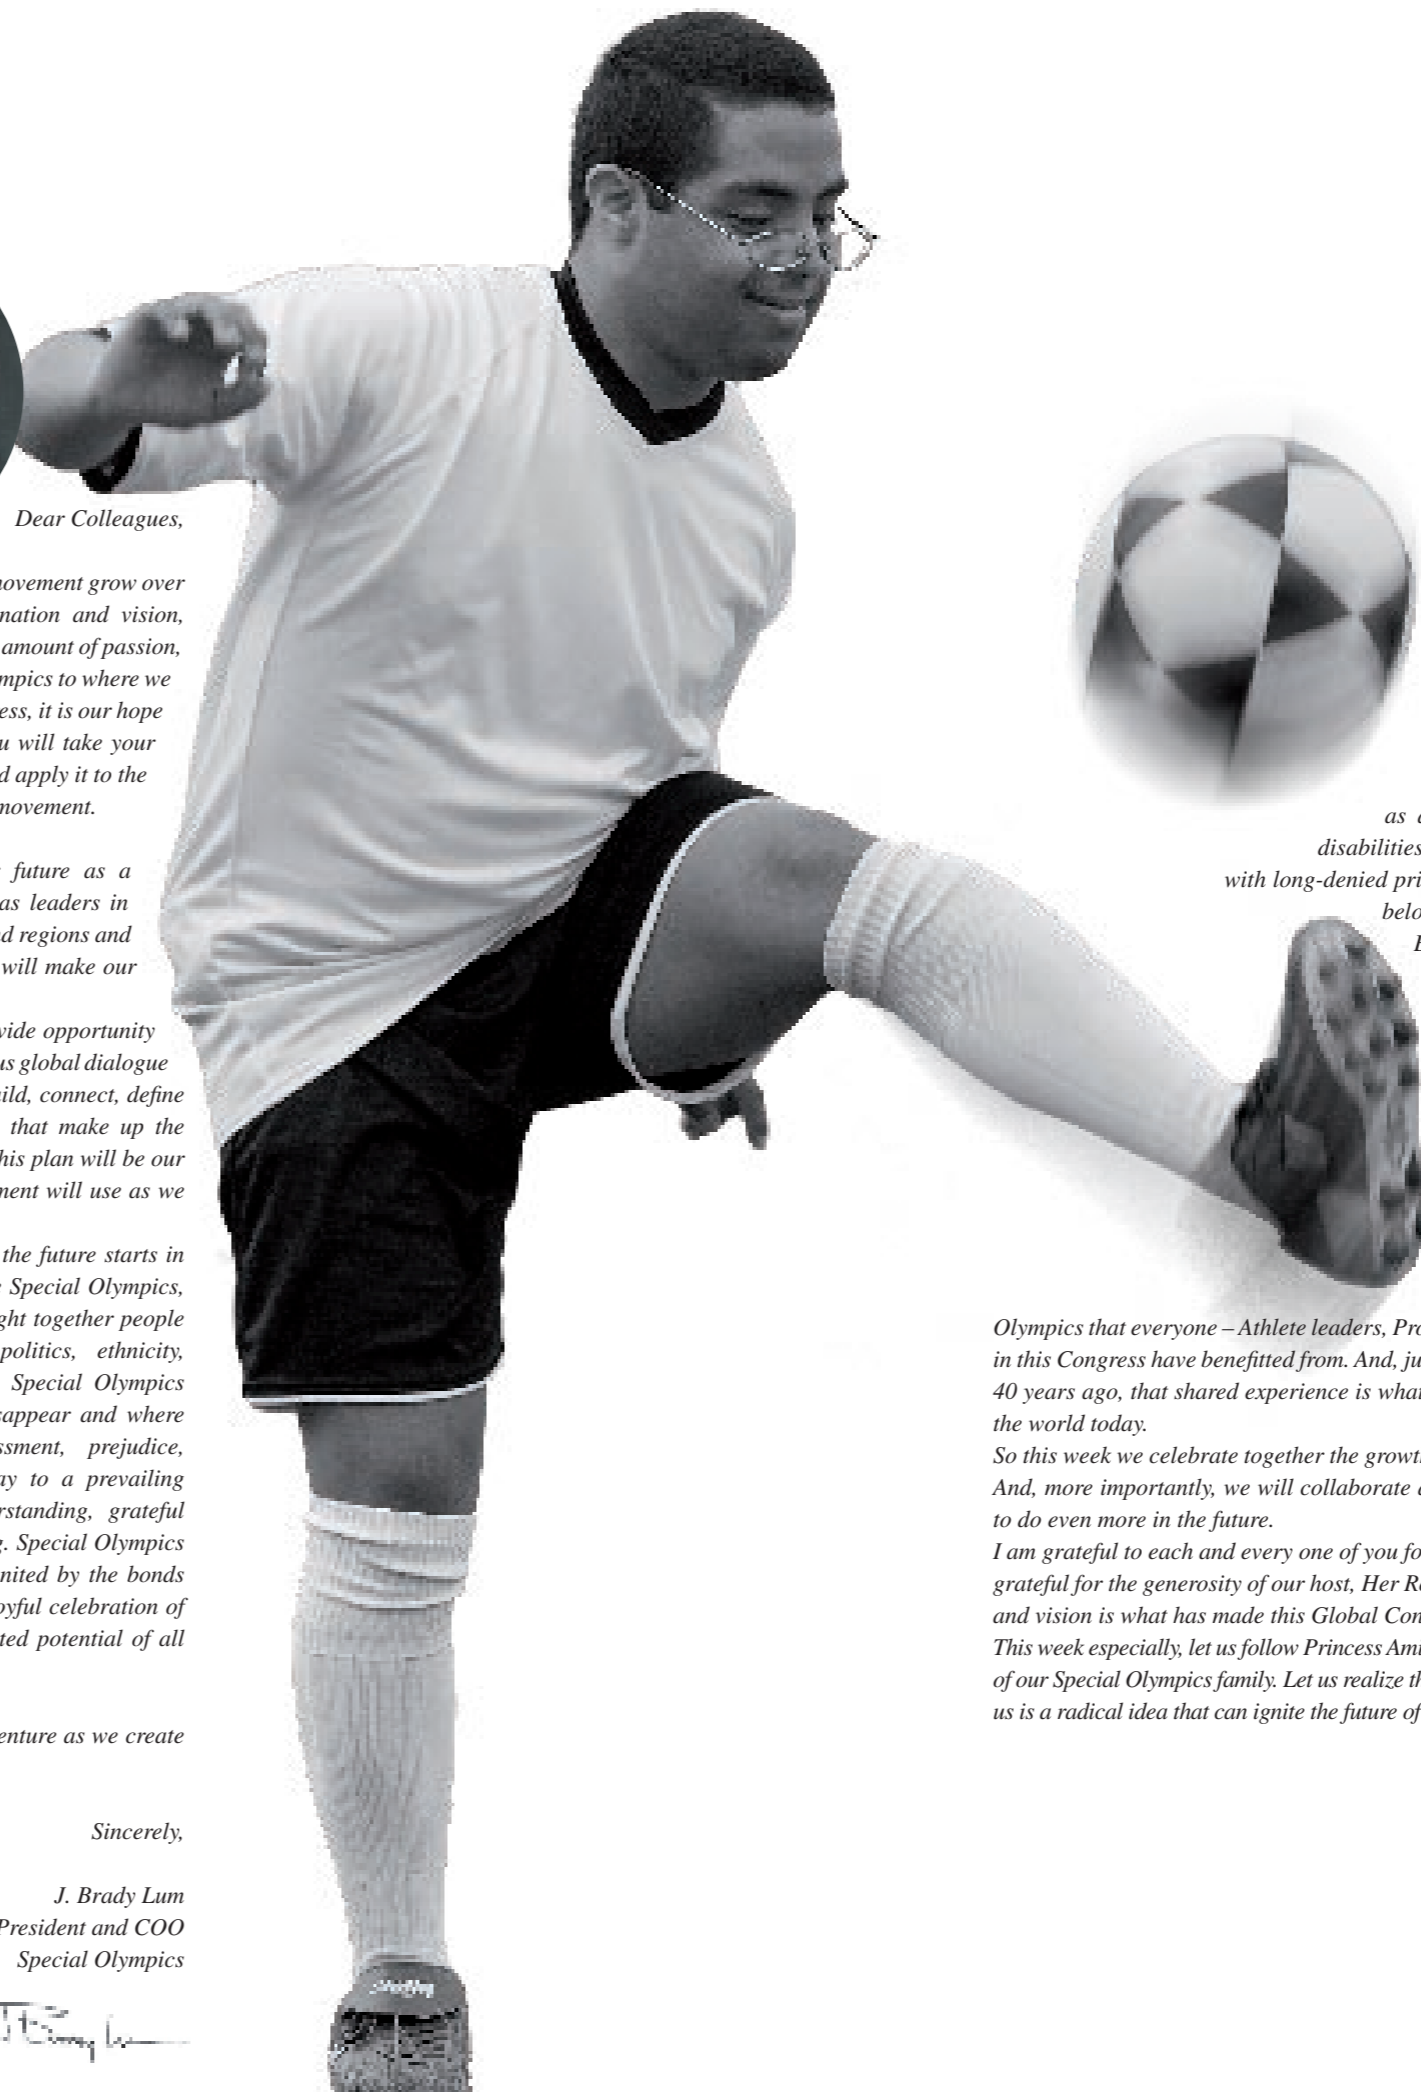 Dear Colleagues,
movement grow over
nation and vision,
amount of passion,
mpics to where we
ess, it is our hope
u will take your
d apply it to the
movement.
future as a
as leaders in
d regions and
will make our
vide opportunity
us global dialogue
ild, connect, define
that make up the
his plan will be our
ment will use as we
the future starts in
Special Olympics,
ght together people
politics, ethnicity,
Special Olympics
sappear and where
ssment, prejudice,
ay to a prevailing
rstanding, grateful
g. Special Olympics
nited by the bonds
oyful celebration of
ted potential of all
enture as we create
Sincerely,
J. Brady Lum
President and COO
Special Olympics
as
disabilities
with long-denied pri
belo
Olympics that everyone – Athlete leaders, Pro
in this Congress have benefitted from. And, ju
40 years ago, that shared experience is what
the world today.
So this week we celebrate together the growt
And, more importantly, we will collaborate
to do even more in the future.
I am grateful to each and every one of you fo
grateful for the generosity of our host, Her R
and vision is what has made this Global Con
This week especially, let us follow Princess Am
of our Special Olympics family. Let us realize th
us is a radical idea that can ignite the future of